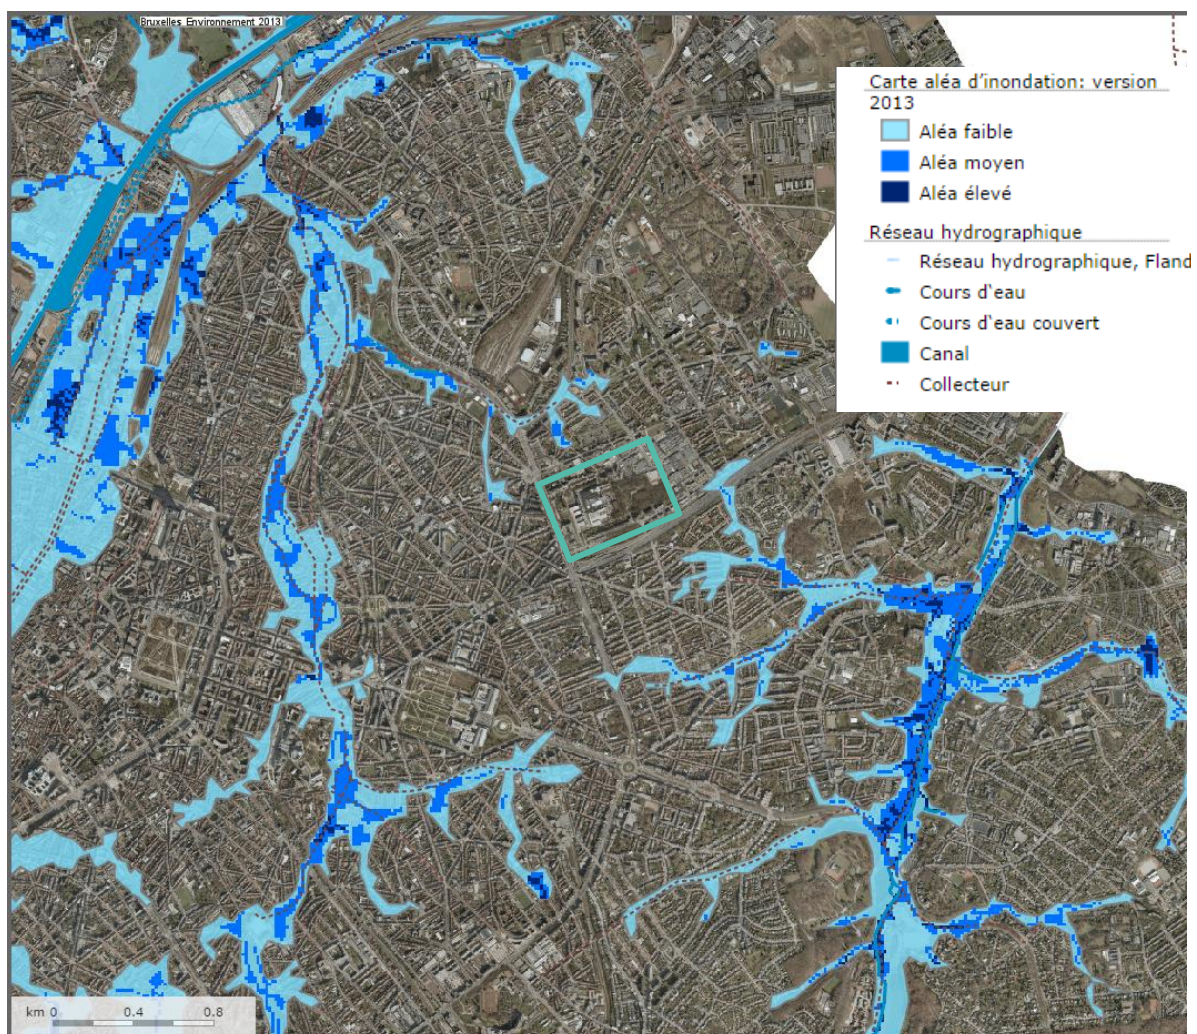 Bruxelles Environnement 2013
Carte aléa d’inondation: version
2013
Aléa faible
Aléa moyen
Aléa élevé
Réseau hydrographique
Réseau hydrographique, Fland
Cours d'eau
Cours d'eau couvert
Canal
Collecteur
km 0 0.4 0.8